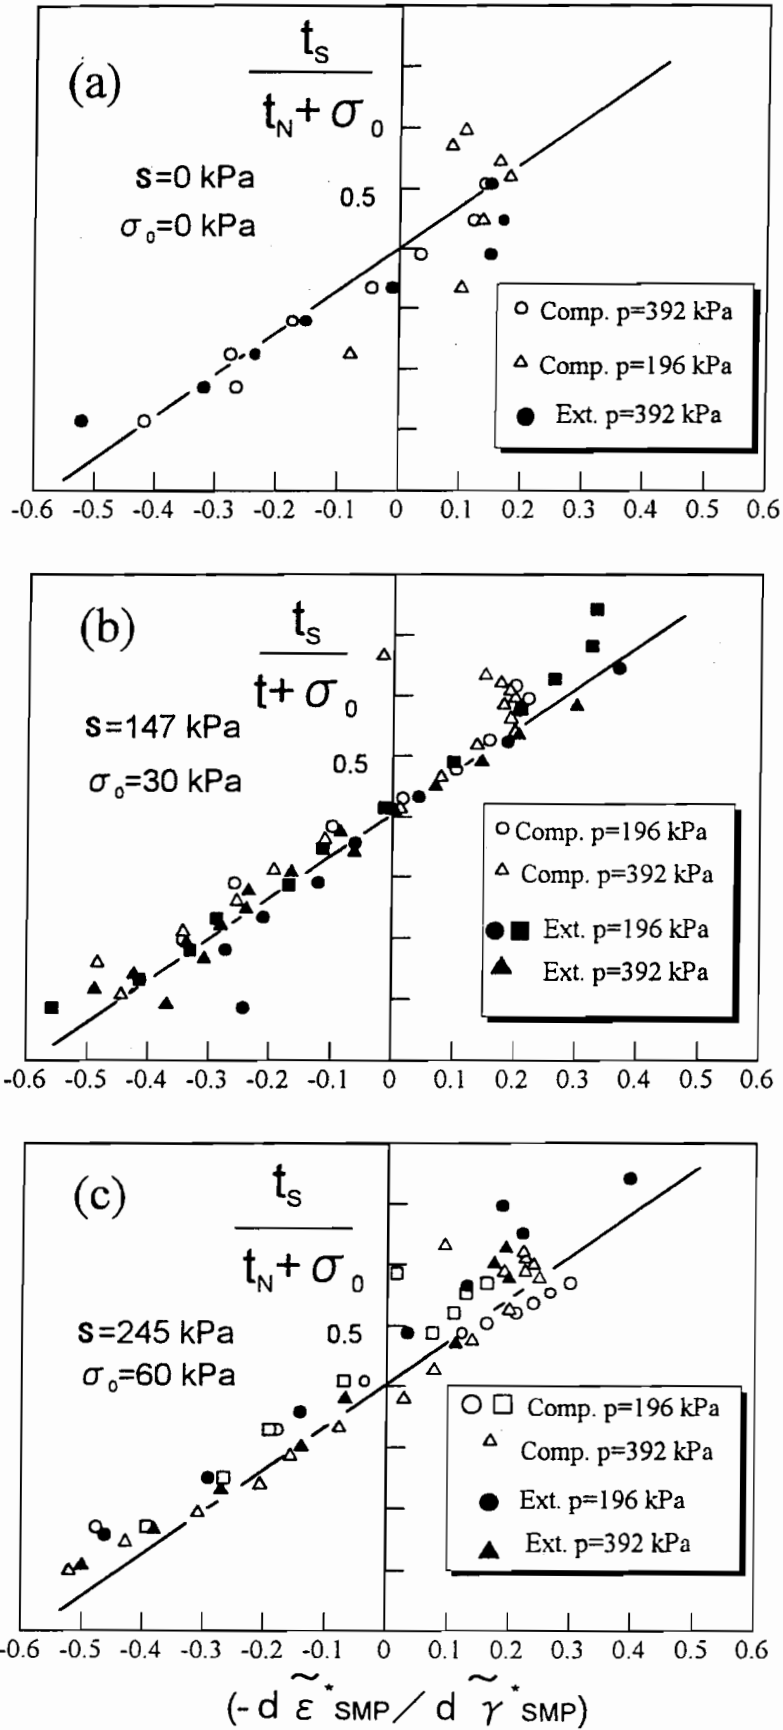 (a)
t_S
t_N + σ_0
s=0 kPa
σ_0=0 kPa
0.5
○ Comp. p=392 kPa
△ Comp. p=196 kPa
● Ext. p=392 kPa
-0.6 -0.5 -0.4 -0.3 -0.2 -0.1 0 0.1 0.2 0.3 0.4 0.5 0.6
(b)
t_S
t + σ_0
s=147 kPa
σ_0=30 kPa
0.5
○ Comp. p=196 kPa
△ Comp. p=392 kPa
● ■ Ext. p=196 kPa
▲ Ext. p=392 kPa
-0.6 -0.5 -0.4 -0.3 -0.2 -0.1 0 0.1 0.2 0.3 0.4 0.5 0.6
(c)
t_S
t_N + σ_0
s=245 kPa
σ_0=60 kPa
0.5
○ □ Comp. p=196 kPa
△ Comp. p=392 kPa
● Ext. p=196 kPa
▲ Ext. p=392 kPa
-0.6 -0.5 -0.4 -0.3 -0.2 -0.1 0 0.1 0.2 0.3 0.4 0.5 0.6
(-d ε̃*_SMP / d γ̃*_SMP)